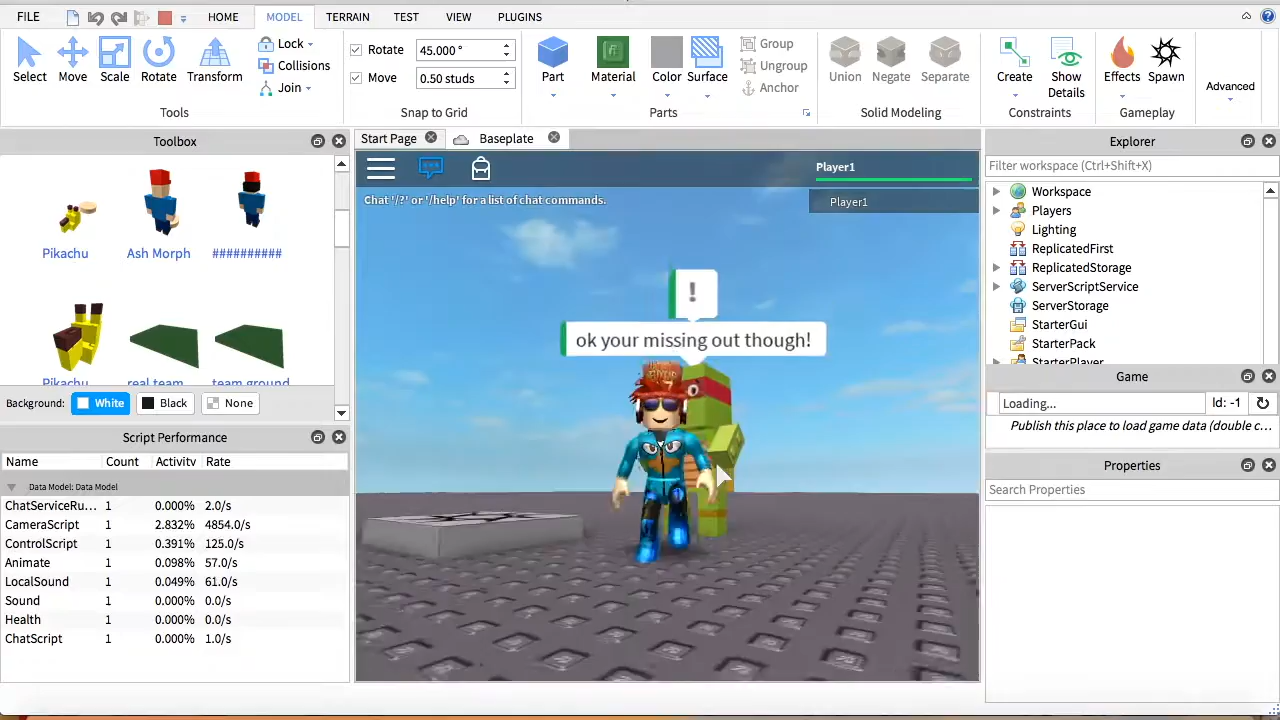 FILE HOME MODEL TERRAIN TEST VIEW PLUGINS
Select Move Scale Rotate Transform
Lock
Collisions
Join
Tools
Rotate 45.000 °
Move 0.50 studs
Snap to Grid
Part Material Color Surface
Group
Ungroup
Anchor
Parts
Union Negate Separate
Solid Modeling
Create Show Details
Constraints
Effects Spawn
Gameplay
Advanced
Toolbox
Pikachu Ash Morph ##########
Pikachu real team team ground
Background: White Black None
Script Performance
Name Count Activity Rate
Data Model: Data Model
ChatServiceRu... 1 0.000% 2.0/s
CameraScript 1 2.832% 4854.0/s
ControlScript 1 0.391% 125.0/s
Animate 1 0.098% 57.0/s
LocalSound 1 0.049% 61.0/s
Sound 1 0.000% 0.0/s
Health 1 0.000% 0.0/s
ChatScript 1 0.000% 1.0/s
Start Page Baseplate
Player1
Player1
Chat '/?' or '/help' for a list of chat commands.
!
ok your missing out though!
Explorer
Filter workspace (Ctrl+Shift+X)
Workspace
Players
Lighting
ReplicatedFirst
ReplicatedStorage
ServerScriptService
ServerStorage
StarterGui
StarterPack
StarterPlayer
Game
Loading... Id: -1
Publish this place to load game data (double c...
Properties
Search Properties